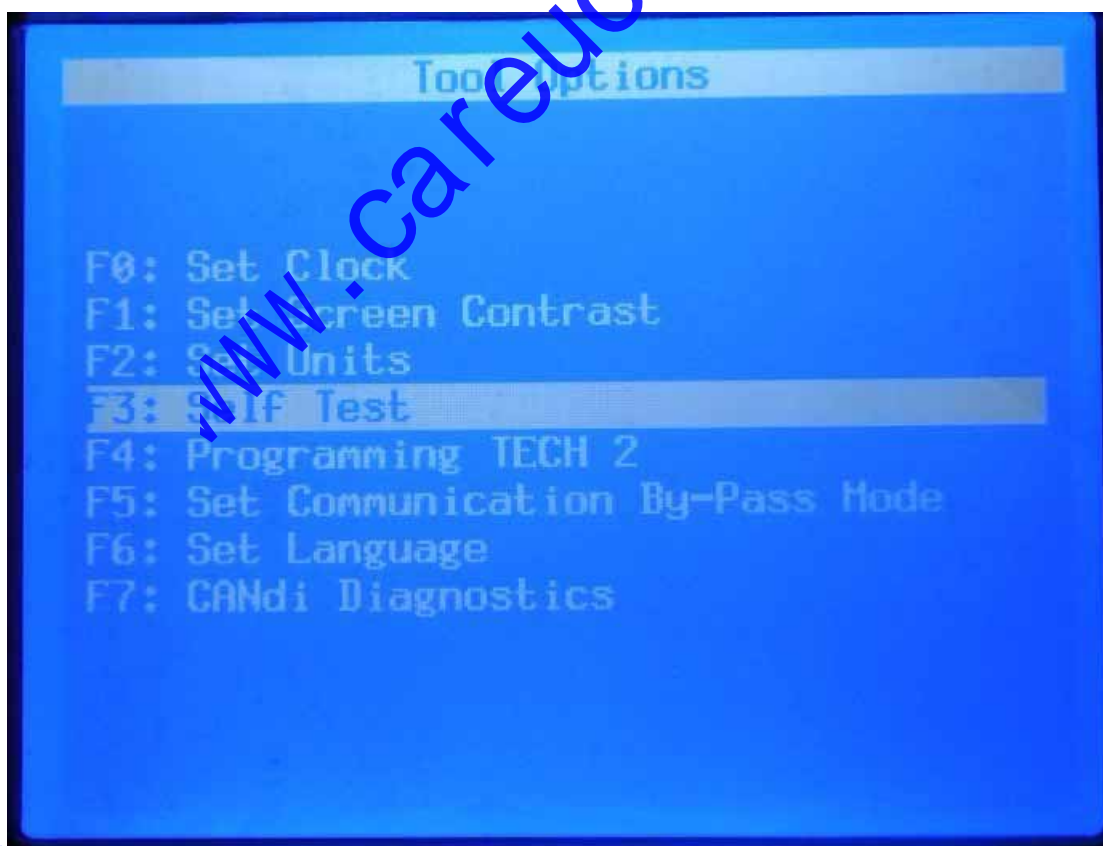 Tool Options
F0: Set Clock
F1: Set Screen Contrast
F2: Set Units
F3: Self Test
F4: Programming TECH 2
F5: Set Communication By-Pass Mode
F6: Set Language
F7: CANdi Diagnostics
www.careuc